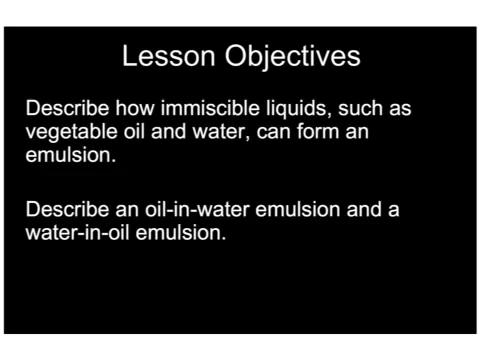 Lesson Objectives
Describe how immiscible liquids, such as
vegetable oil and water, can form an
emulsion.
Describe an oil-in-water emulsion and a
water-in-oil emulsion.